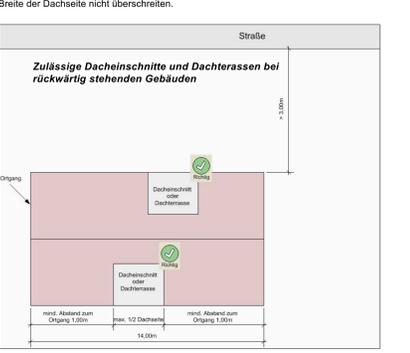 Breite der Dachseite nicht überschreiten.
Straße
Zulässige Dacheinschnitte und Dachterassen bei
rückwärtig stehenden Gebäuden
> 3.00m
Ortgang
Richtig
Dacheinschnitt
oder
Dachterrasse
Richtig
Dacheinschnitt
oder
Dachterrasse
mind. Abstand zum
Ortgang 1,00m
max. 1/2 Dachseite
mind. Abstand zum
Ortgang 1,00m
14,00m